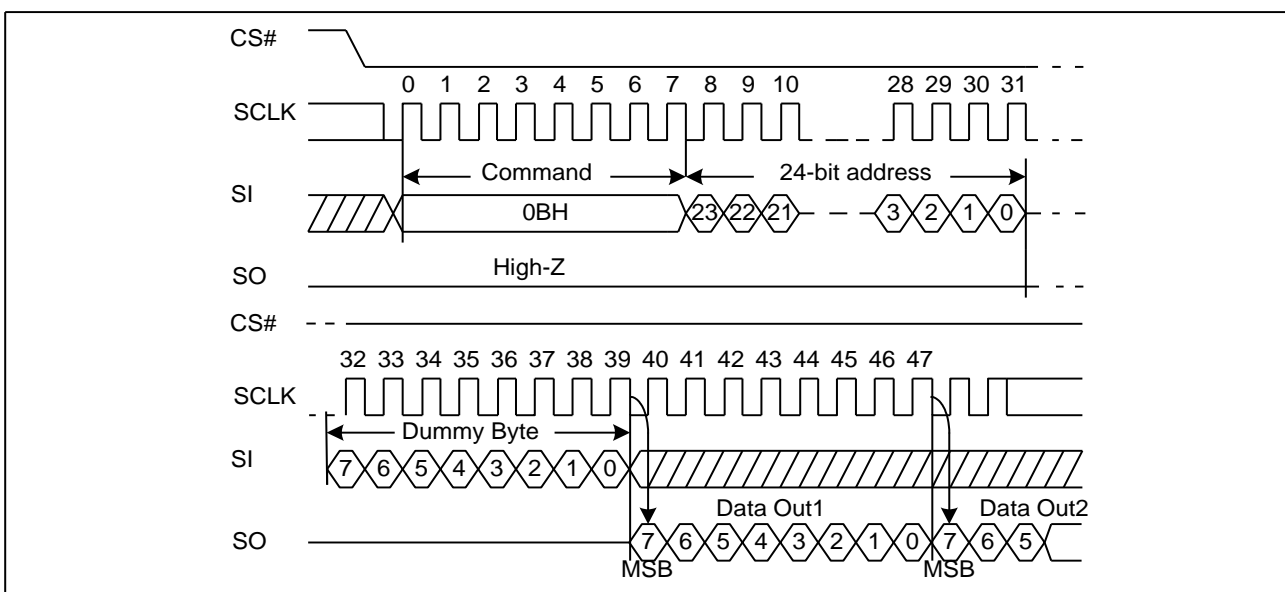 CS#
0 1 2 3 4 5 6 7 8 9 10 28 29 30 31
SCLK
Command 24-bit address
SI
0BH 23 22 21 3 2 1 0
High-Z
SO
CS#
32 33 34 35 36 37 38 39 40 41 42 43 44 45 46 47
SCLK
Dummy Byte
SI
7 6 5 4 3 2 1 0
Data Out1 Data Out2
SO
7 6 5 4 3 2 1 0 7 6 5
MSB MSB